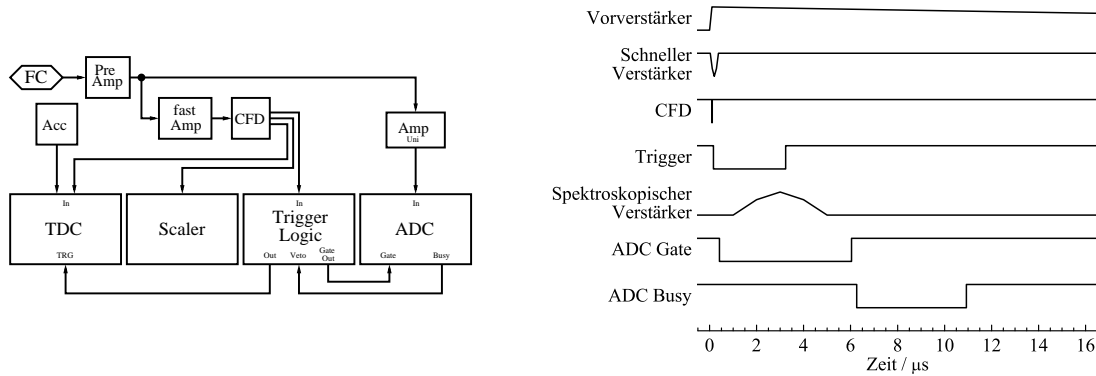 FC
Pre
Amp
Acc
fast
Amp
CFD
Amp
Uni
In
TDC
TRG
Scaler
In
Trigger
Logic
Out
Veto
Gate
Out
In
ADC
Gate
Busy
Vorverstärker
Schneller
Verstärker
CFD
Trigger
Spektroskopischer
Verstärker
ADC Gate
ADC Busy
0 2 4 6 8 10 12 14 16
Zeit / μs